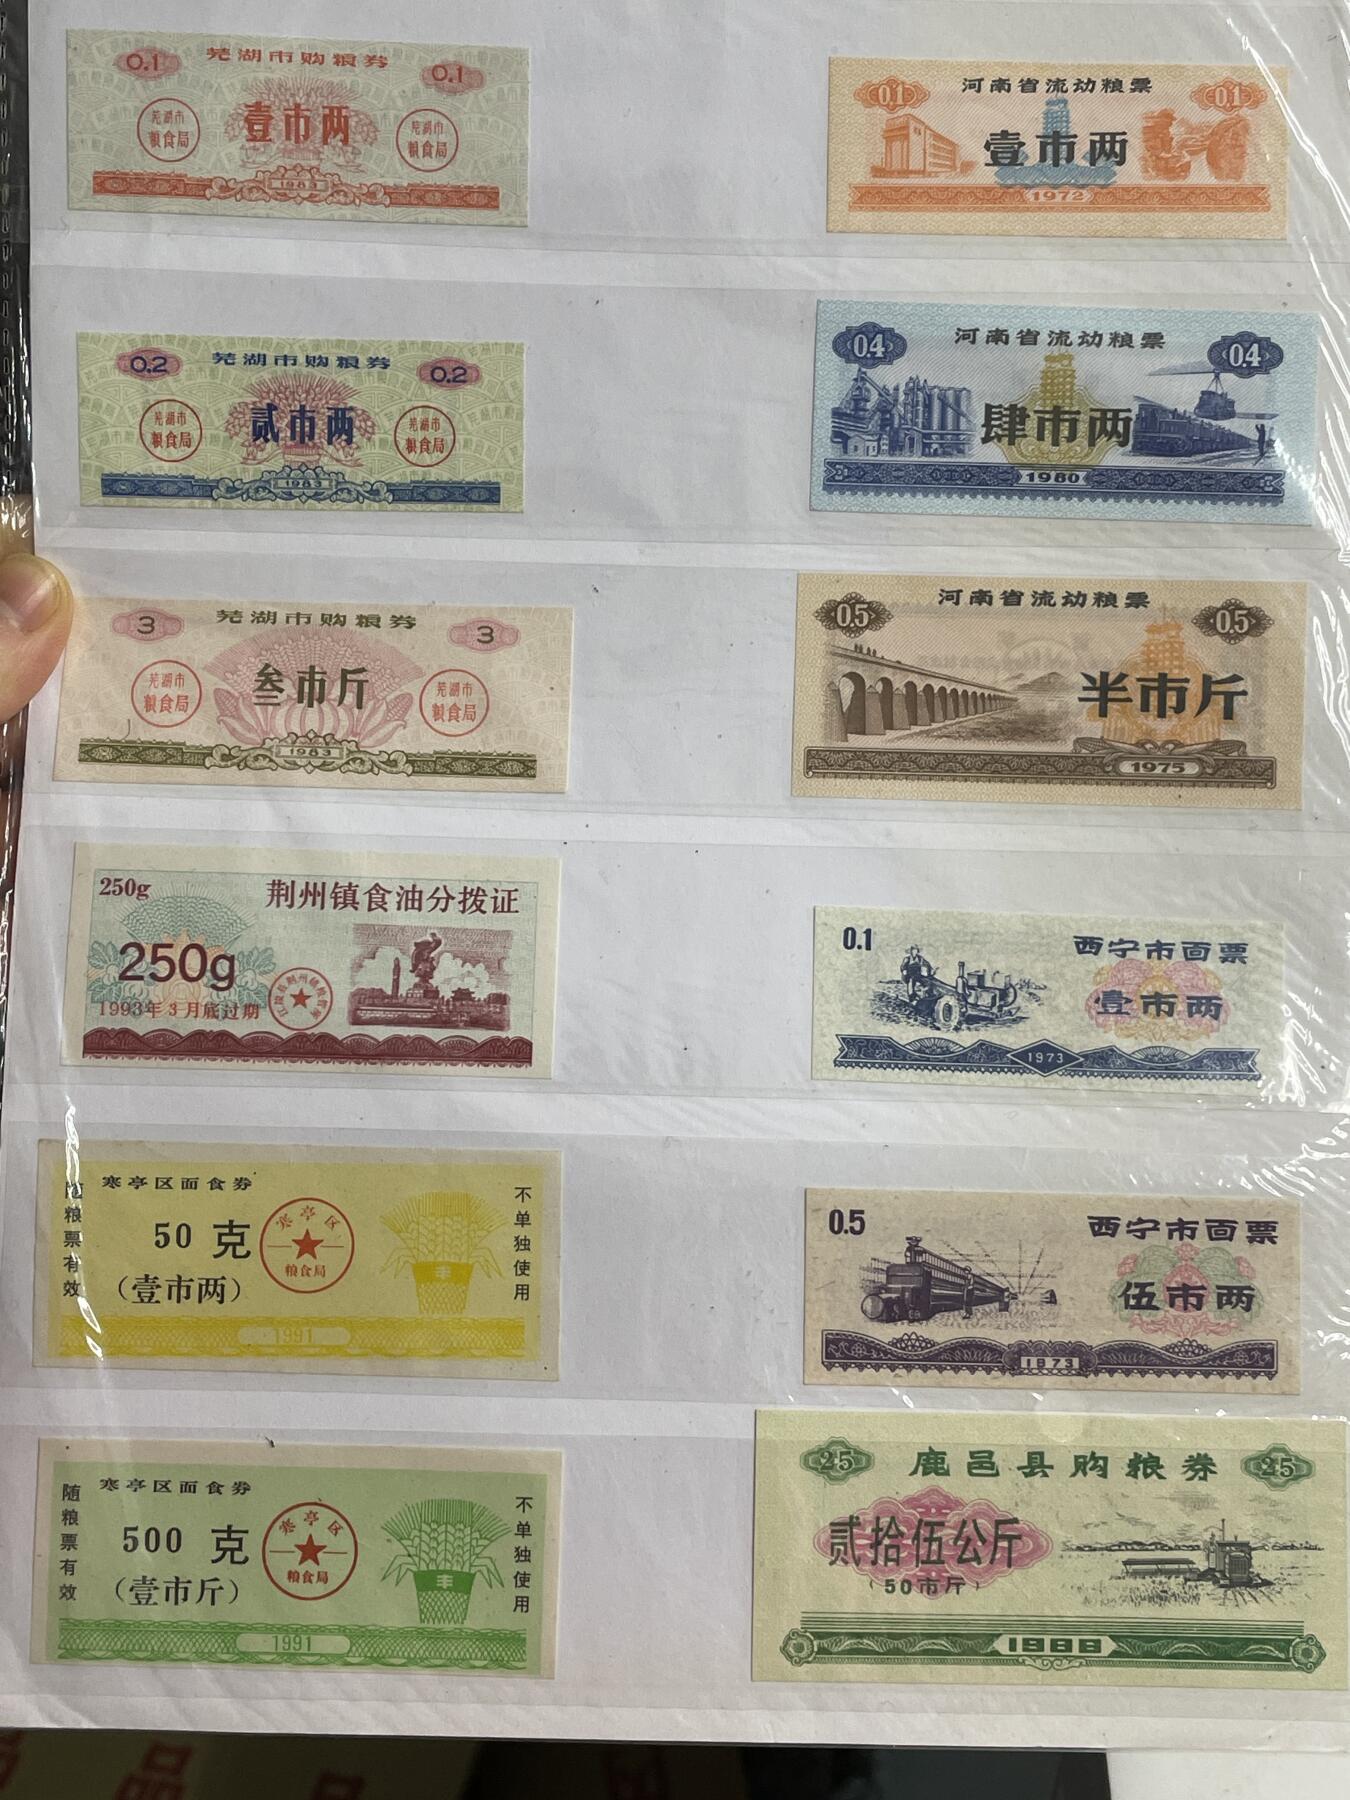 芜湖市购粮券
0.1 0.1
壹市两
芜湖市
粮食局
芜湖市
粮食局
1983
河南省流动粮票
0.1 0.1
壹市两
1972
芜湖市购粮券
0.2 0.2
贰市两
芜湖市
粮食局
芜湖市
粮食局
1983
河南省流动粮票
0.4 0.4
肆市两
1980
芜湖市购粮券
3 3
叁市斤
芜湖市
粮食局
芜湖市
粮食局
1983
河南省流动粮票
0.5 0.5
半市斤
1975
250g 荆州镇食油分拨证
250g
1993年3月底过期
0.1 西宁市面票
壹市两
1973
寒亭区面食券
随粮票有效
50克
(壹市两)
寒亭区
粮食局
丰
不单独使用
1991
0.5 西宁市面票
伍市两
1973
寒亭区面食券
随粮票有效
500克
(壹市斤)
寒亭区
粮食局
丰
不单独使用
1991
25 鹿邑县购粮券 25
贰拾伍公斤
(50市斤)
1988